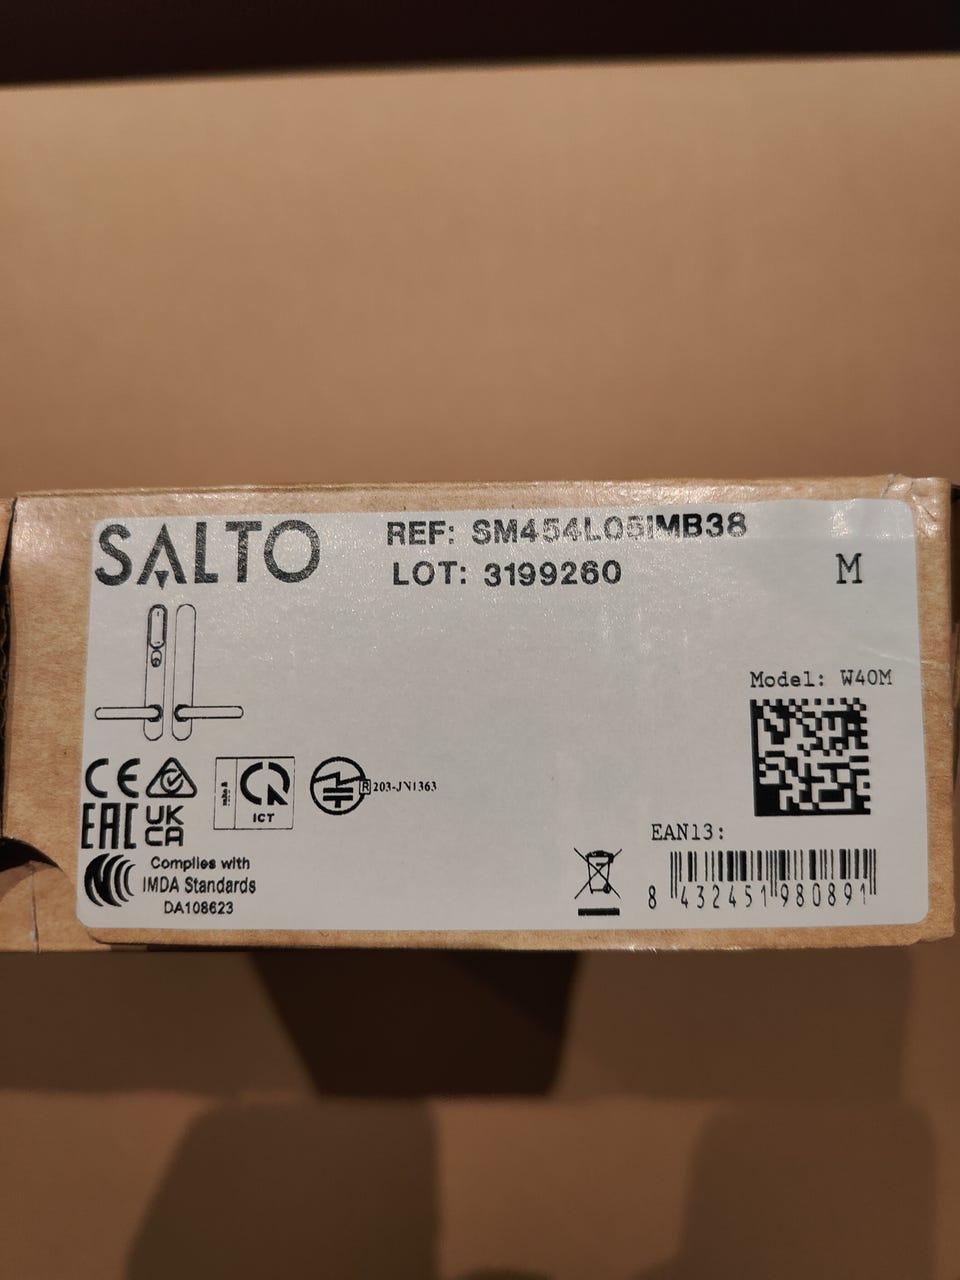 SALTO
REF: SM454L05IMB38
LOT: 3199260
M
Model: W40M
CE
EAC
UK
CA
ICT
R 203-JN1363
Complies with
IMDA Standards
DA108623
EAN13:
8 432451 980891